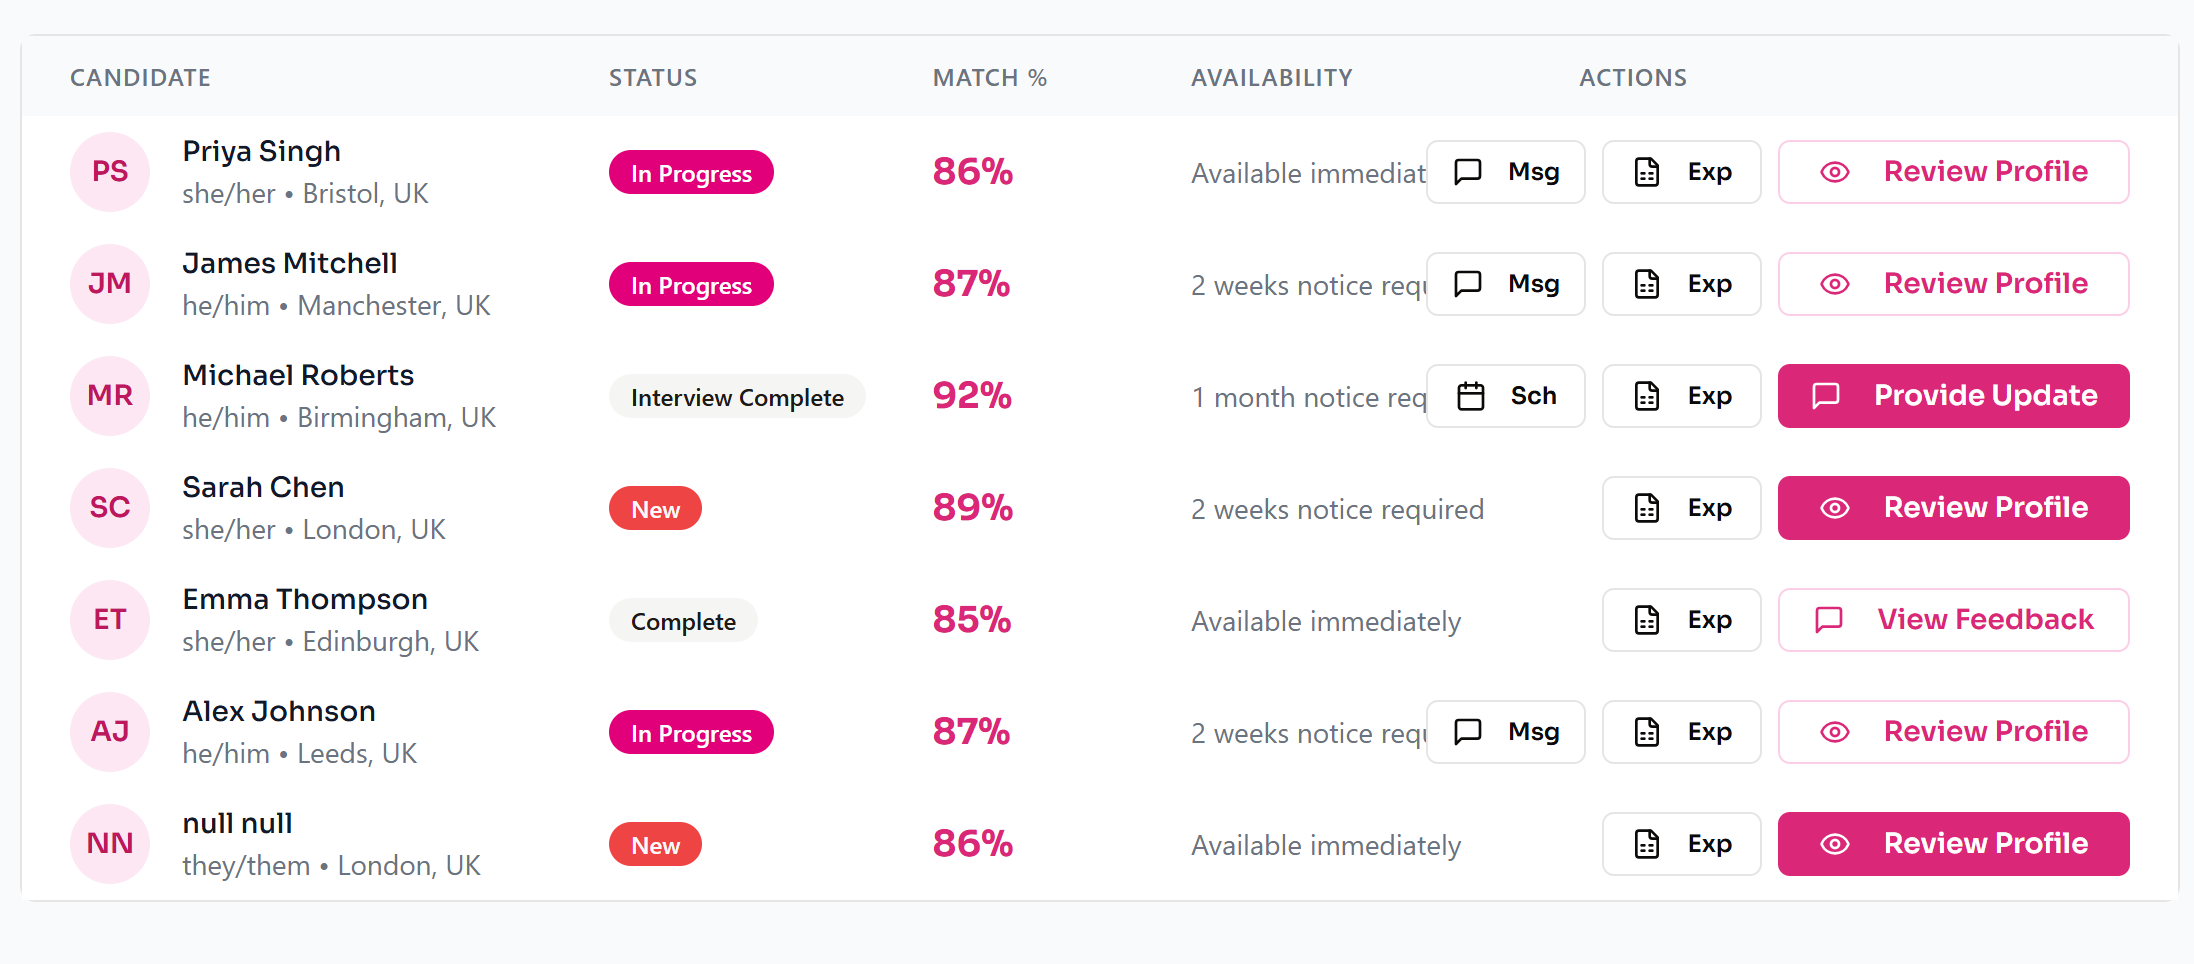 CANDIDATE STATUS MATCH % AVAILABILITY ACTIONS
PS Priya Singh In Progress 86% Available immediat Msg Exp Review Profile
she/her • Bristol, UK
JM James Mitchell In Progress 87% 2 weeks notice requ Msg Exp Review Profile
he/him • Manchester, UK
MR Michael Roberts Interview Complete 92% 1 month notice req Sch Exp Provide Update
he/him • Birmingham, UK
SC Sarah Chen New 89% 2 weeks notice required Exp Review Profile
she/her • London, UK
ET Emma Thompson Complete 85% Available immediately Exp View Feedback
she/her • Edinburgh, UK
AJ Alex Johnson In Progress 87% 2 weeks notice requ Msg Exp Review Profile
he/him • Leeds, UK
NN null null New 86% Available immediately Exp Review Profile
they/them • London, UK